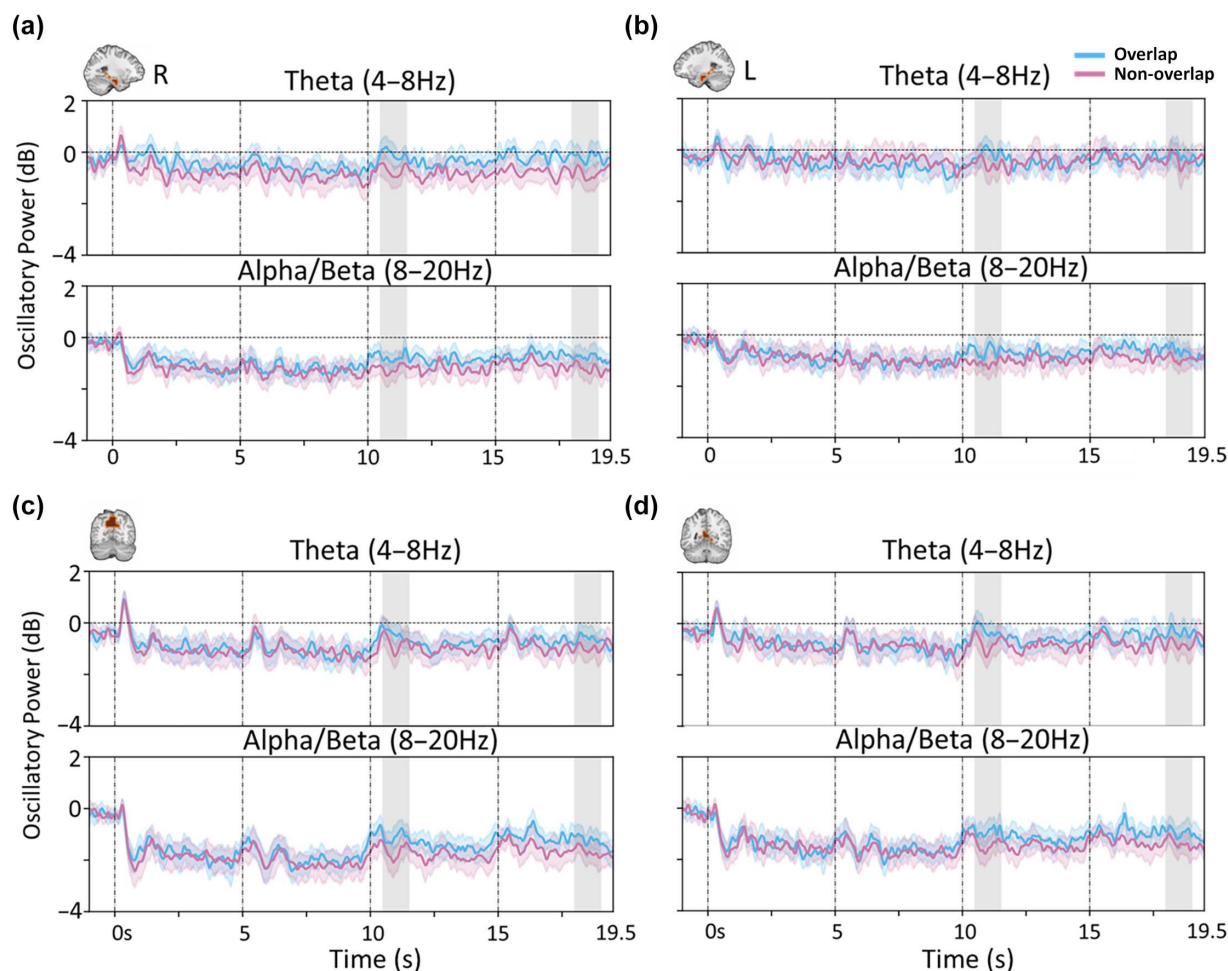 (a)
R
Theta (4–8Hz)
2
0
−4
Alpha/Beta (8–20Hz)
2
0
−4
0 5 10 15 19.5
Oscillatory Power (dB)
(b)
L
Overlap
Non-overlap
Theta (4–8Hz)
Alpha/Beta (8–20Hz)
0 5 10 15 19.5
(c)
Theta (4–8Hz)
2
0
−4
Alpha/Beta (8–20Hz)
2
0
−4
0s 5 10 15 19.5
Time (s)
Oscillatory Power (dB)
(d)
Theta (4–8Hz)
Alpha/Beta (8–20Hz)
0s 5 10 15 19.5
Time (s)